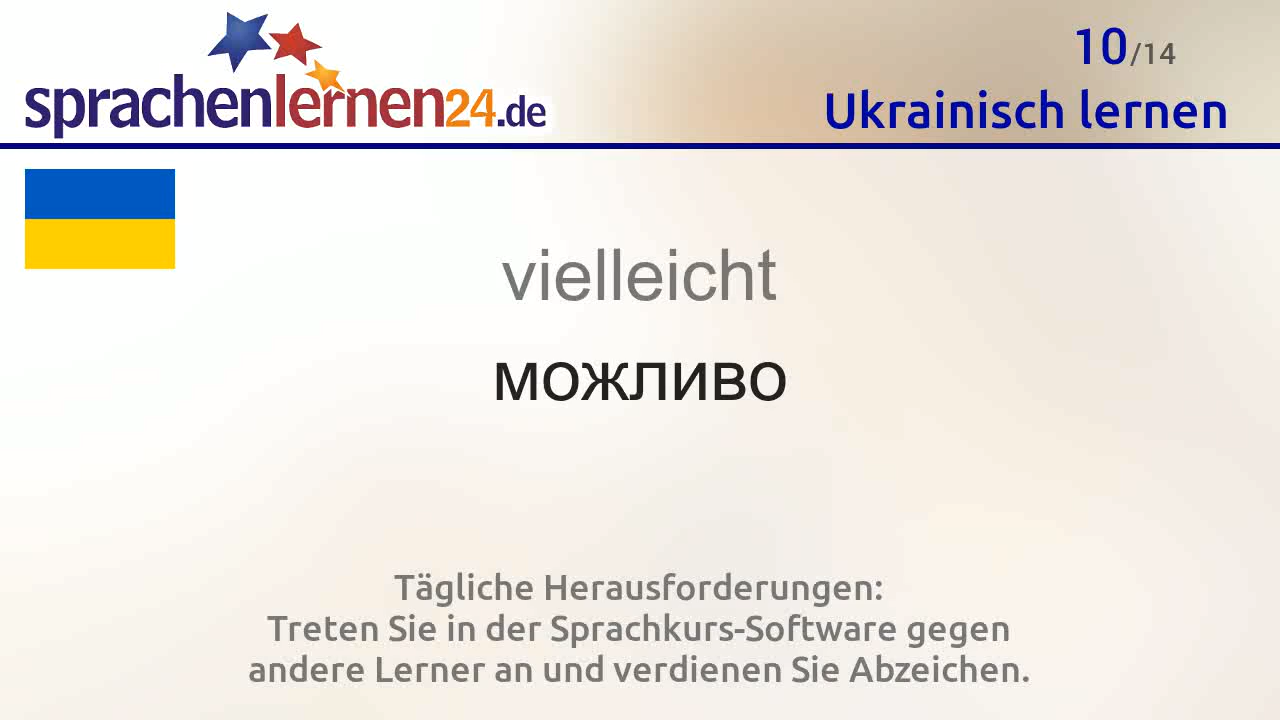 sprachenlernen24.de
10/14
Ukrainisch lernen
vielleicht
можливо
Tägliche Herausforderungen:
Treten Sie in der Sprachkurs-Software gegen
andere Lerner an und verdienen Sie Abzeichen.